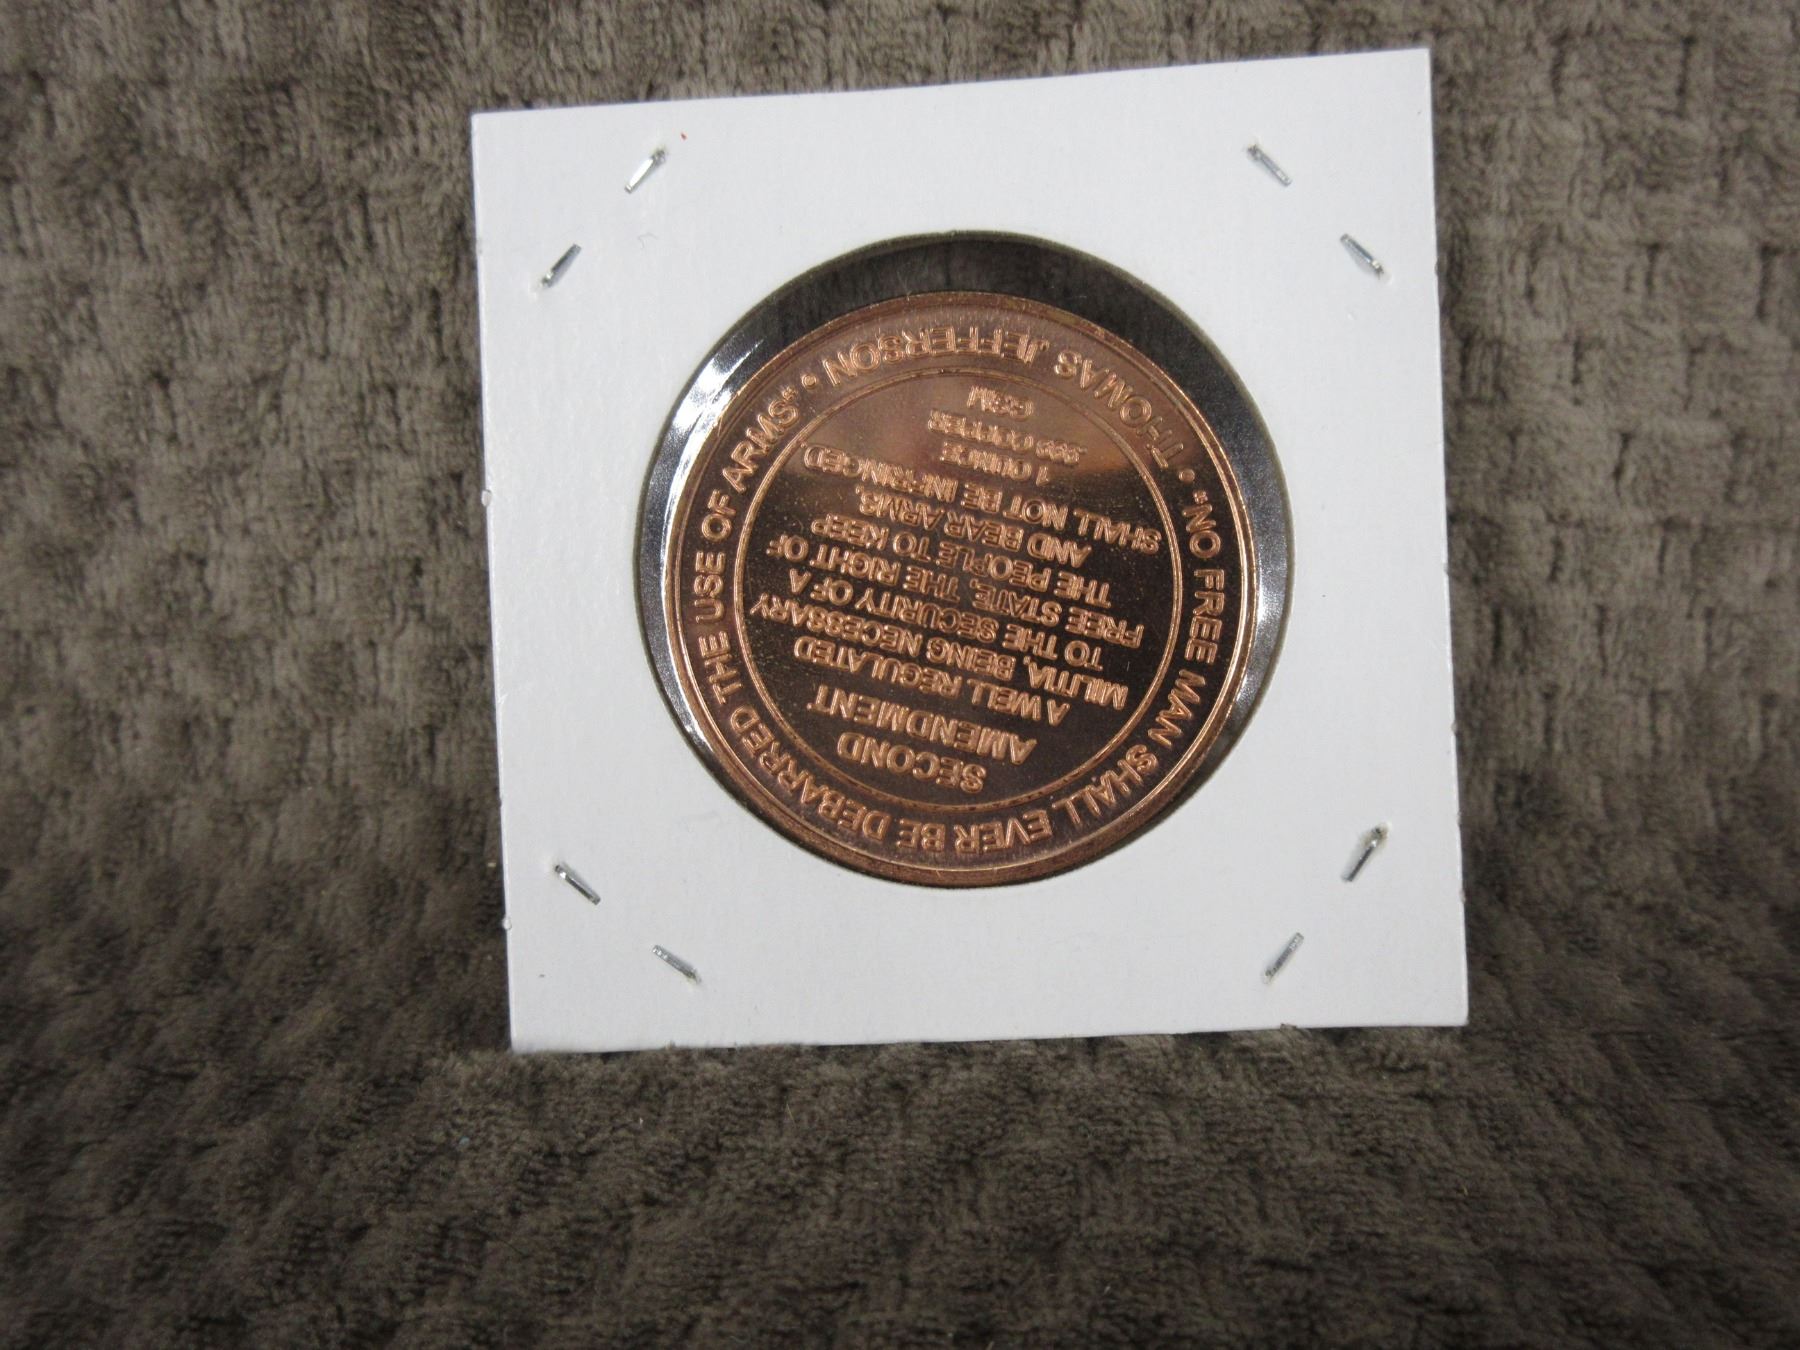 "NO FREE MAN SHALL EVER BE DEBARRED THE USE OF ARMS" • THOMAS JEFFERSON •
SECOND
AMENDMENT
A WELL REGULATED
MILITIA, BEING NECESSARY
TO THE SECURITY OF A
FREE STATE, THE RIGHT OF
THE PEOPLE TO KEEP
AND BEAR ARMS,
SHALL NOT BE INFRINGED.
1 OUNCE
.999 COPPER